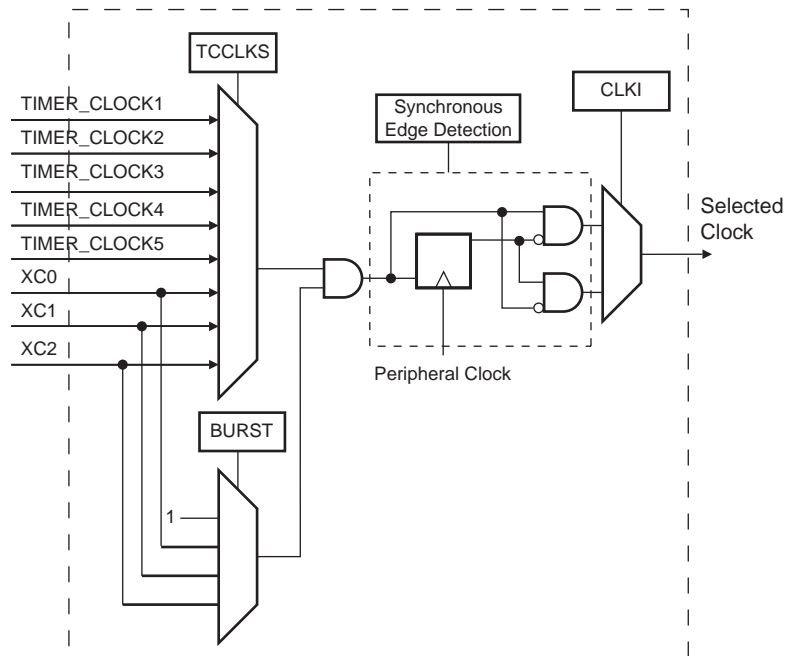 TCCLKS
TIMER_CLOCK1
TIMER_CLOCK2
TIMER_CLOCK3
TIMER_CLOCK4
TIMER_CLOCK5
XC0
XC1
XC2
Synchronous
Edge Detection
CLKI
Selected
Clock
Peripheral Clock
BURST
1